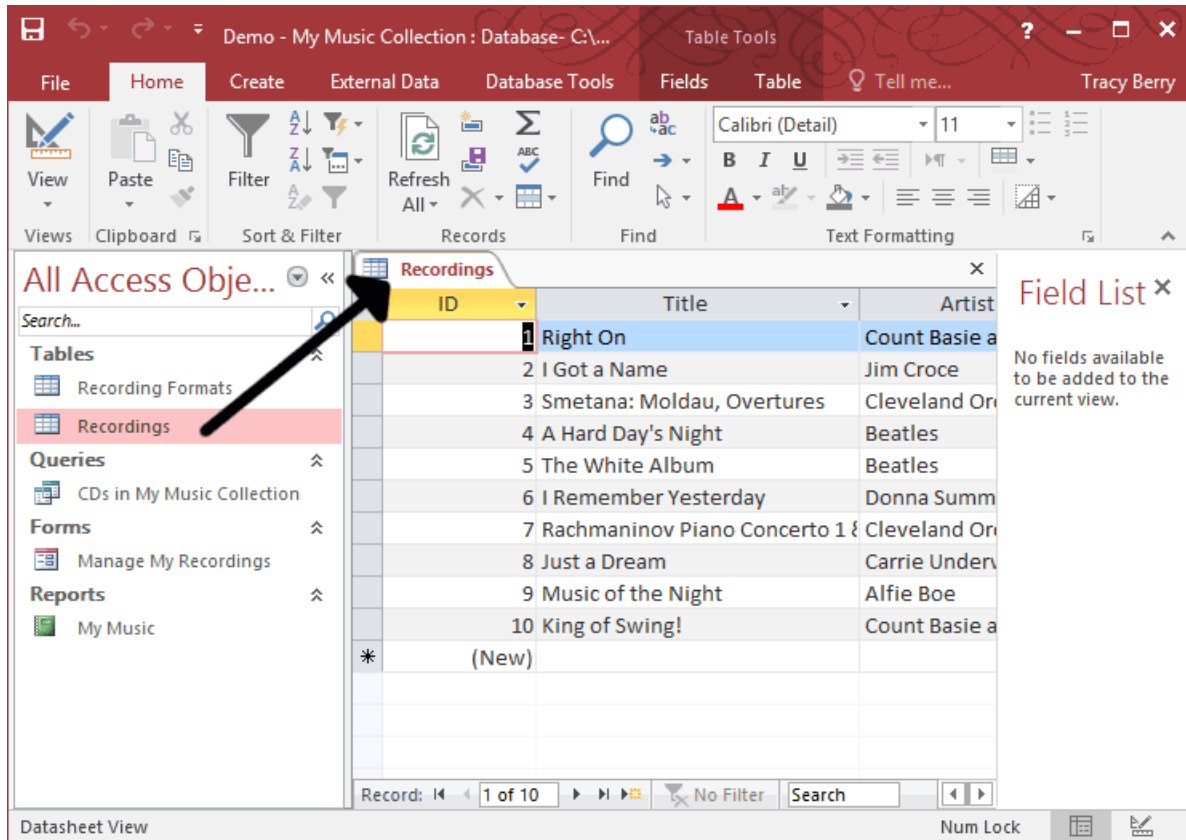 Demo - My Music Collection : Database- C:\... Table Tools ?
File Home Create External Data Database Tools Fields Table Tell me... Tracy Berry
Calibri (Detail) 11
View Paste Filter Refresh All Find
B I U
Views Clipboard Sort & Filter Records Find Text Formatting
All Access Obje...
Search...
Tables
Recording Formats
Recordings
Queries
CDs in My Music Collection
Forms
Manage My Recordings
Reports
My Music
Recordings
ID Title Artist
1 Right On Count Basie a
2 I Got a Name Jim Croce
3 Smetana: Moldau, Overtures Cleveland Or
4 A Hard Day's Night Beatles
5 The White Album Beatles
6 I Remember Yesterday Donna Summ
7 Rachmaninov Piano Concerto 1 & Cleveland Or
8 Just a Dream Carrie Underw
9 Music of the Night Alfie Boe
10 King of Swing! Count Basie a
(New)
Record: 1 of 10 No Filter Search
Field List
No fields available
to be added to the
current view.
Datasheet View Num Lock